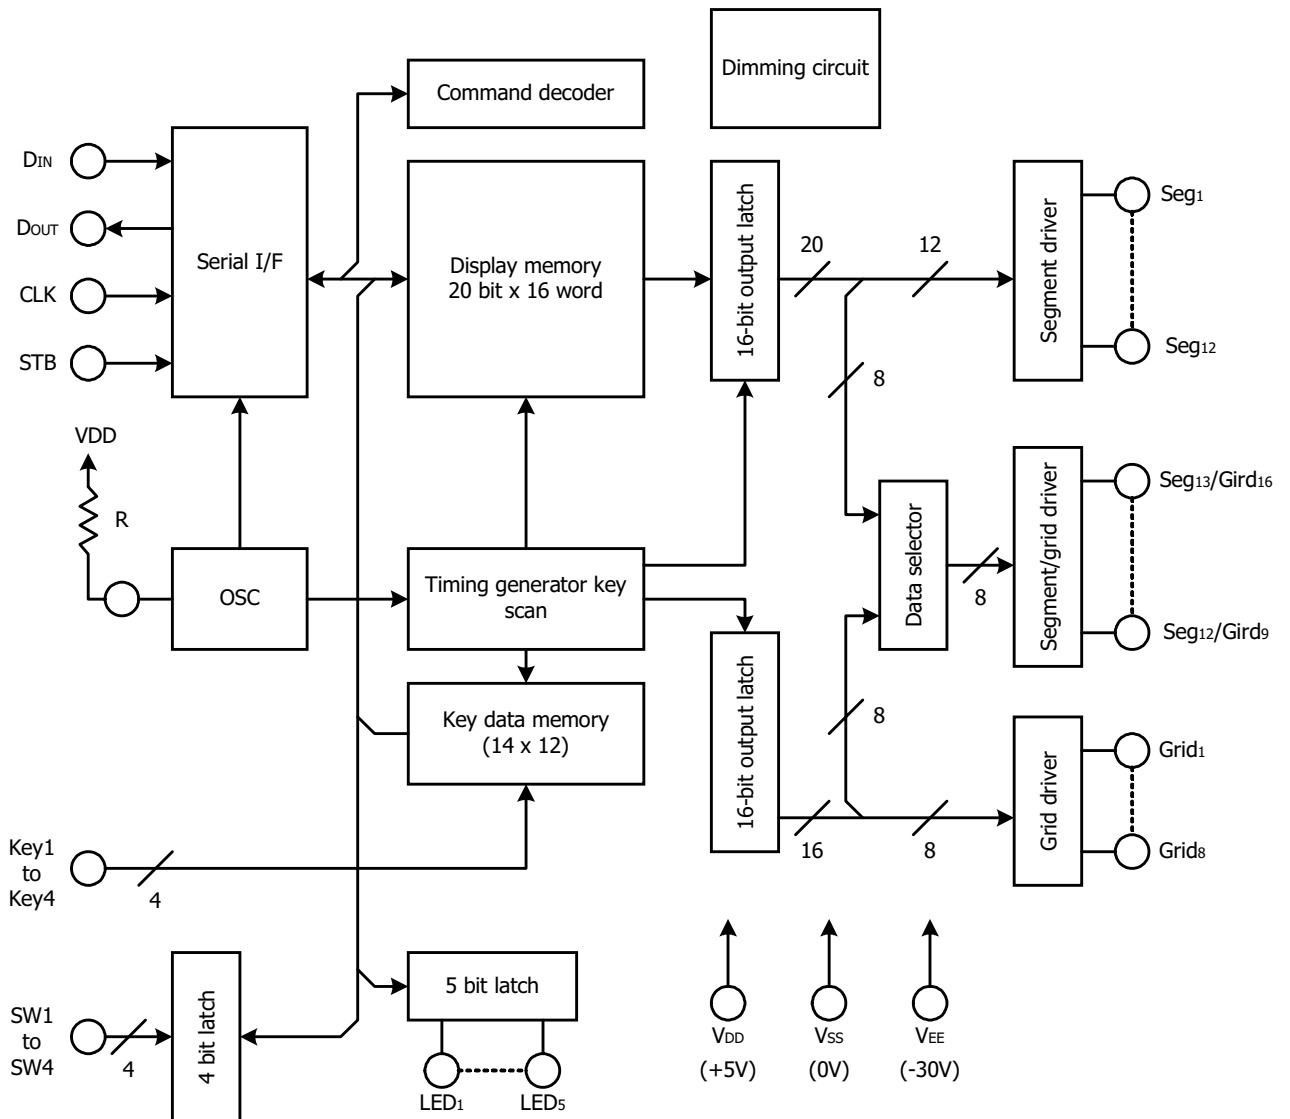 Dimming circuit
Command decoder
DIN
DOUT
CLK
STB
Serial I/F
Display memory
20 bit x 16 word
16-bit output latch
20
12
8
Segment driver
Seg1
Seg12
VDD
R
OSC
Timing generator key
scan
Data selector
8
Segment/grid driver
Seg13/Gird16
Seg12/Gird9
Key data memory
(14 x 12)
16-bit output latch
8
16
8
Grid driver
Grid1
Grid8
Key1
to
Key4
4
SW1
to
SW4
4
4 bit latch
5 bit latch
LED1
LED5
VDD
(+5V)
VSS
(0V)
VEE
(-30V)